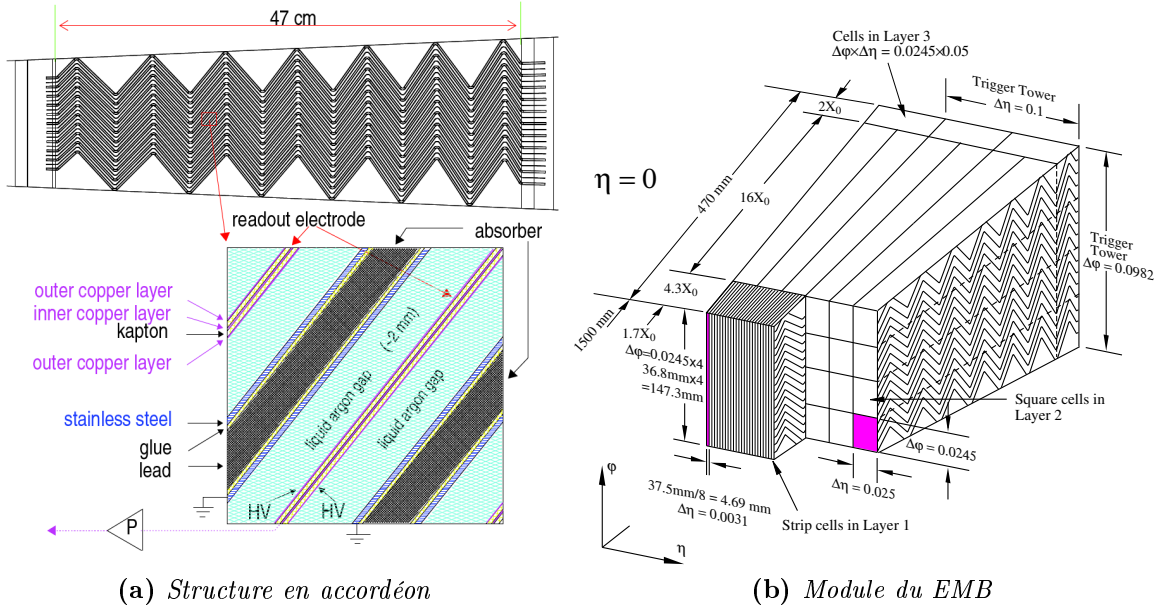 47 cm
readout electrode
absorber
outer copper layer
inner copper layer
kapton
outer copper layer
(~2 mm)
liquid argon gap
liquid argon gap
stainless steel
glue
lead
HV
HV
P
(a) Structure en accordéon
Cells in Layer 3
Δφ×Δη = 0.0245×0.05
Trigger Tower
Δη = 0.1
2X0
η = 0
470 mm
16X0
Trigger
Tower
Δφ = 0.0982
4.3X0
1500 mm
1.7X0
Δφ=0.0245x4
36.8mmx4
=147.3mm
Square cells in
Layer 2
Δφ = 0.0245
Δη = 0.025
37.5mm/8 = 4.69 mm
Δη = 0.0031
Strip cells in Layer 1
φ
η
(b) Module du EMB